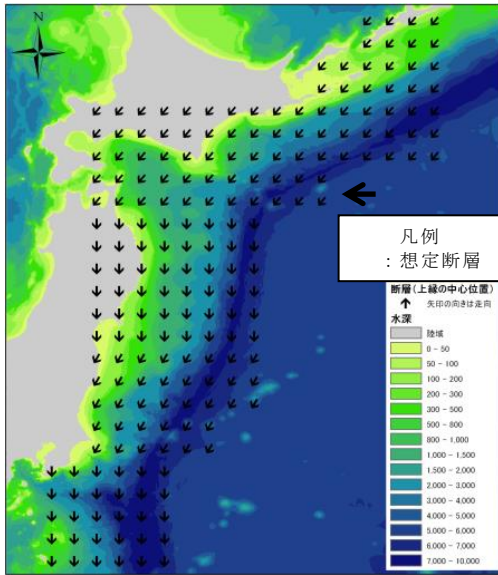 N
凡例
: 想定断層
断層(上縁の中心位置)
矢印の向きは走向
水深
陸域
0 - 50
50 - 100
100 - 200
200 - 300
300 - 500
500 - 800
800 - 1,000
1,000 - 1,500
1,500 - 2,000
2,000 - 3,000
3,000 - 4,000
4,000 - 5,000
5,000 - 6,000
6,000 - 7,000
7,000 - 10,000